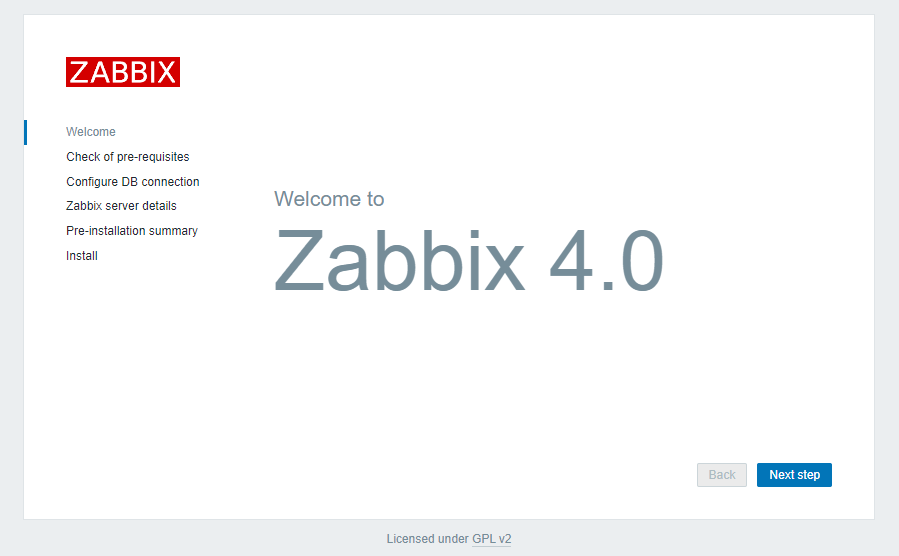 ZABBIX
Welcome
Check of pre-requisites
Configure DB connection
Zabbix server details
Pre-installation summary
Install
Welcome to
Zabbix 4.0
Back
Next step
Licensed under GPL v2